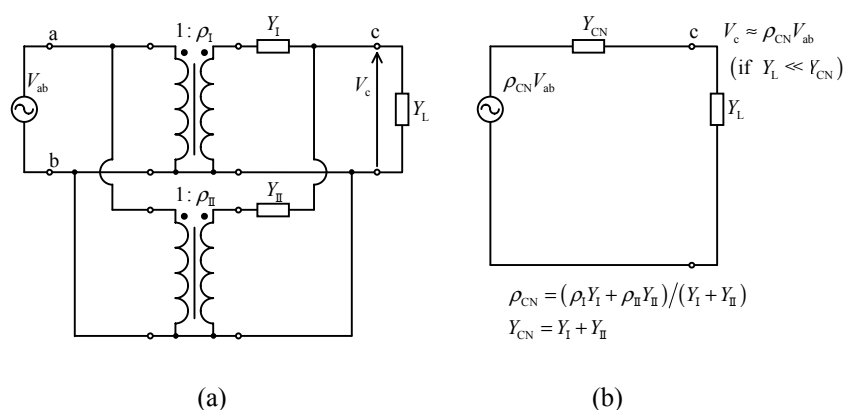 1 : ρ_I
Y_I
a
c
V_ab
V_c
Y_L
b
1 : ρ_II
Y_II
(a)
Y_CN
c
V_c ≈ ρ_CN V_ab
(if Y_L ≪ Y_CN)
ρ_CN V_ab
Y_L
ρ_CN = (ρ_I Y_I + ρ_II Y_II)/(Y_I + Y_II)
Y_CN = Y_I + Y_II
(b)